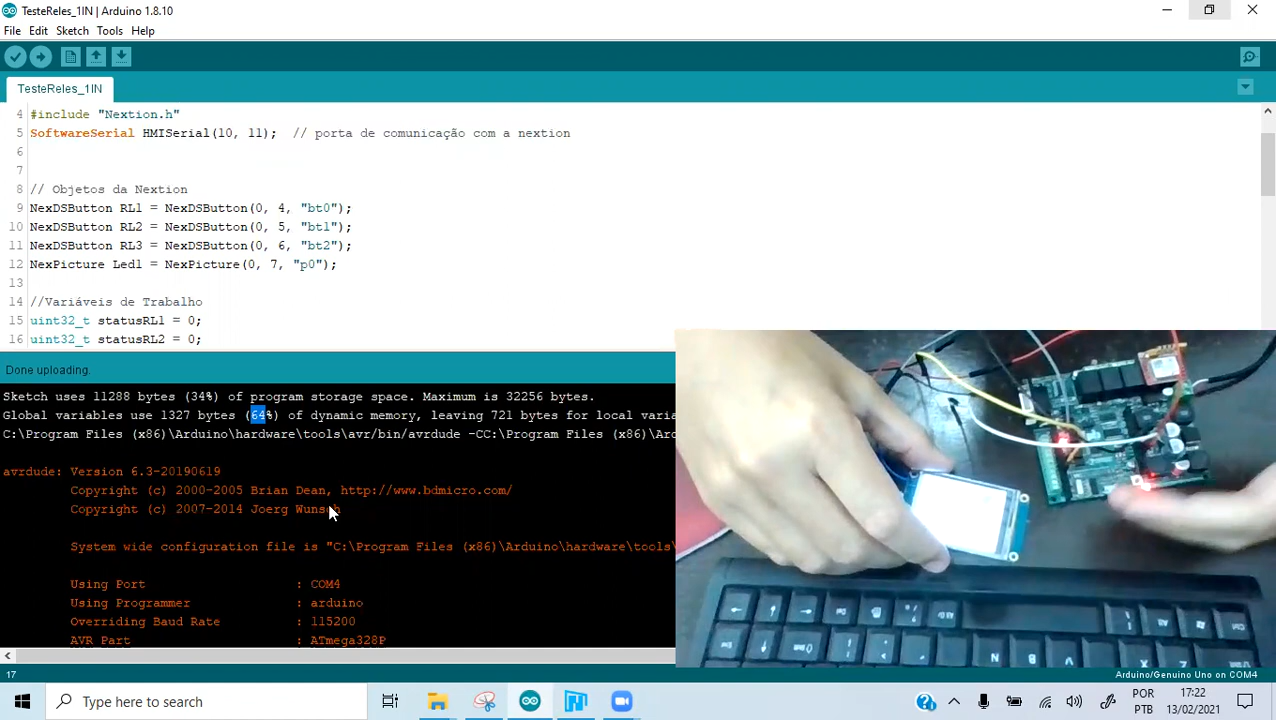 TesteReles_1IN | Arduino 1.8.10
File Edit Sketch Tools Help
TesteReles_1IN
4 #include "Nextion.h"
5 SoftwareSerial HMISerial(10, 11); // porta de comunicação com a nextion
6
7
8 // Objetos da Nextion
9 NexDSButton RL1 = NexDSButton(0, 4, "bt0");
10 NexDSButton RL2 = NexDSButton(0, 5, "bt1");
11 NexDSButton RL3 = NexDSButton(0, 6, "bt2");
12 NexPicture Led1 = NexPicture(0, 7, "p0");
13
14 //Variáveis de Trabalho
15 uint32_t statusRL1 = 0;
16 uint32_t statusRL2 = 0;
Done uploading.
Sketch uses 11288 bytes (34%) of program storage space. Maximum is 32256 bytes.
Global variables use 1327 bytes (64%) of dynamic memory, leaving 721 bytes for local varia
C:\Program Files (x86)\Arduino\hardware\tools\avr/bin/avrdude -CC:\Program Files (x86)\Ard
avrdude: Version 6.3-20190619
Copyright (c) 2000-2005 Brian Dean, http://www.bdmicro.com/
Copyright (c) 2007-2014 Joerg Wunsch
System wide configuration file is "C:\Program Files (x86)\Arduino\hardware\tools\
Using Port : COM4
Using Programmer : arduino
Overriding Baud Rate : 115200
AVR Part : ATmega328P
17
Arduino/Genuino Uno on COM4
Type here to search
POR
PTB
17:22
13/02/2021